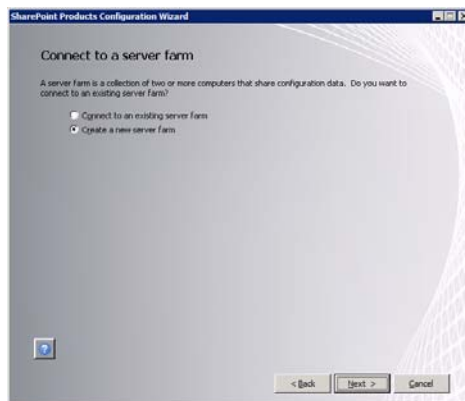 SharePoint Products Configuration Wizard
Connect to a server farm
A server farm is a collection of two or more computers that share configuration data. Do you want to
connect to an existing server farm?
Connect to an existing server farm
Create a new server farm
?
< Back
Next >
Cancel